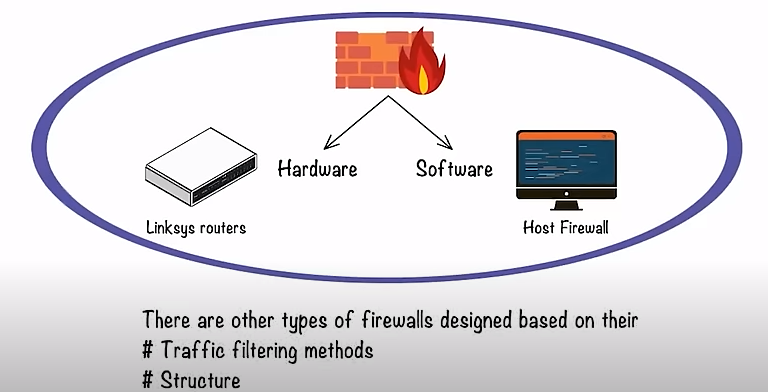 Hardware
Software
Linksys routers
Host Firewall
There are other types of firewalls designed based on their
# Traffic filtering methods
# Structure